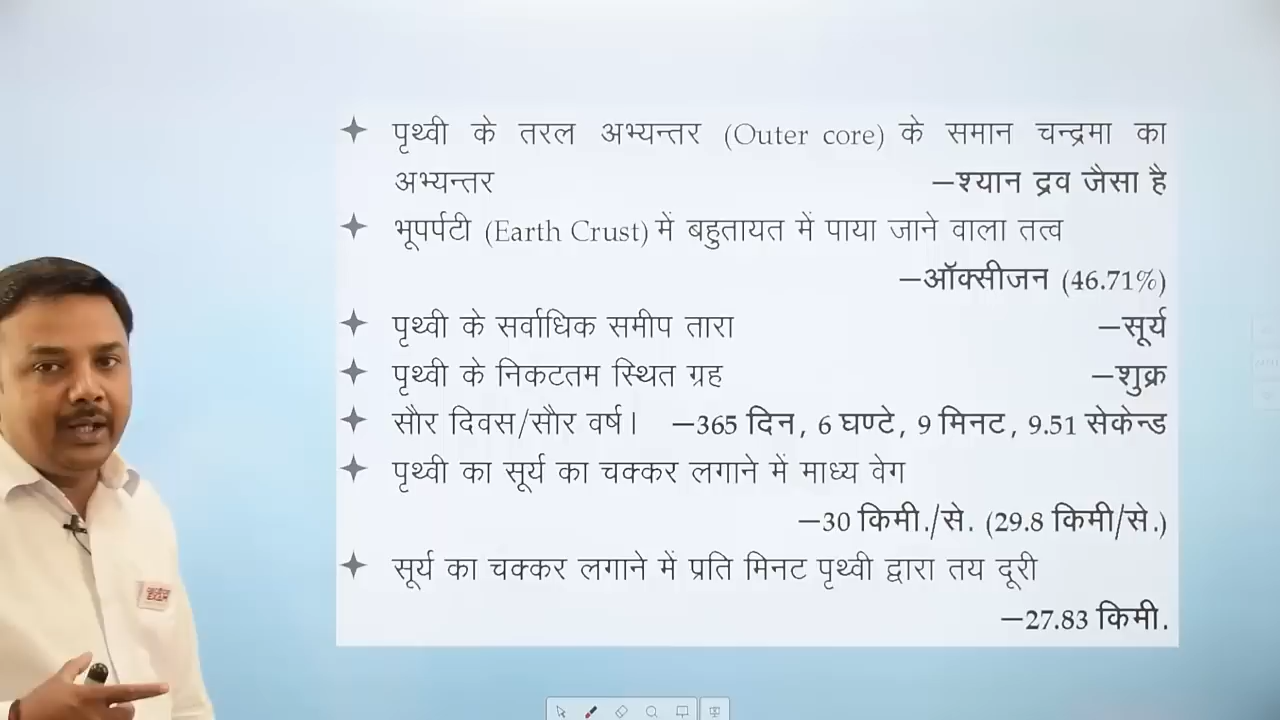 पृथ्वी के तरल अभ्यन्तर (Outer core) के समान चन्द्रमा का
अभ्यन्तर –श्यान द्रव जैसा है
भूपर्पटी (Earth Crust) में बहुतायत में पाया जाने वाला तत्व
–ऑक्सीजन (46.71%)
पृथ्वी के सर्वाधिक समीप तारा –सूर्य
पृथ्वी के निकटतम स्थित ग्रह –शुक्र
सौर दिवस/सौर वर्ष। –365 दिन, 6 घण्टे, 9 मिनट, 9.51 सेकेन्ड
पृथ्वी का सूर्य का चक्कर लगाने में माध्य वेग
–30 किमी./से. (29.8 किमी/से.)
सूर्य का चक्कर लगाने में प्रति मिनट पृथ्वी द्वारा तय दूरी
–27.83 किमी.